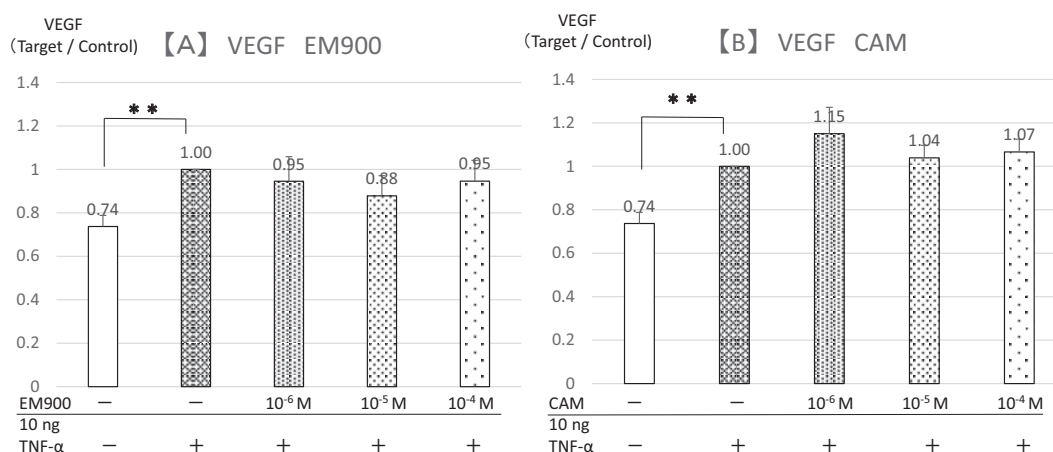 VEGF
(Target / Control)
【A】 VEGF EM900
1.4
1.2
1
0.8
0.6
0.4
0.2
0
**
0.74
1.00
0.95
0.88
0.95
EM900 − − 10⁻⁶ M 10⁻⁵ M 10⁻⁴ M
10 ng
TNF-α − + + + +
VEGF
(Target / Control)
【B】 VEGF CAM
1.4
1.2
1
0.8
0.6
0.4
0.2
0
**
0.74
1.00
1.15
1.04
1.07
CAM − − 10⁻⁶ M 10⁻⁵ M 10⁻⁴ M
10 ng
TNF-α − + + + +